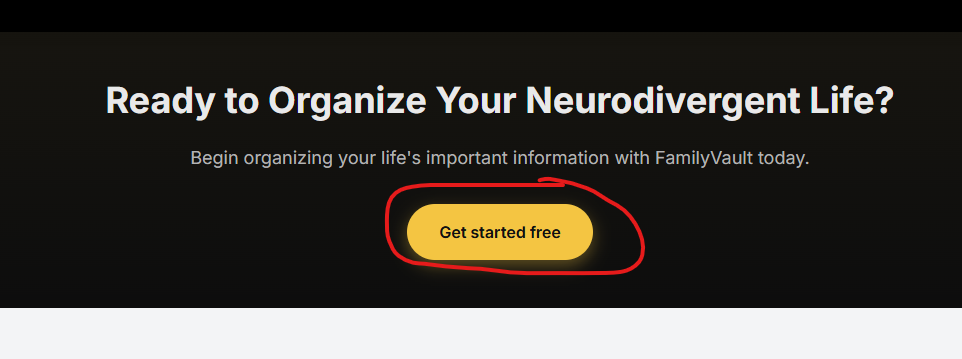 Ready to Organize Your Neurodivergent Life?
Begin organizing your life's important information with FamilyVault today.
Get started free